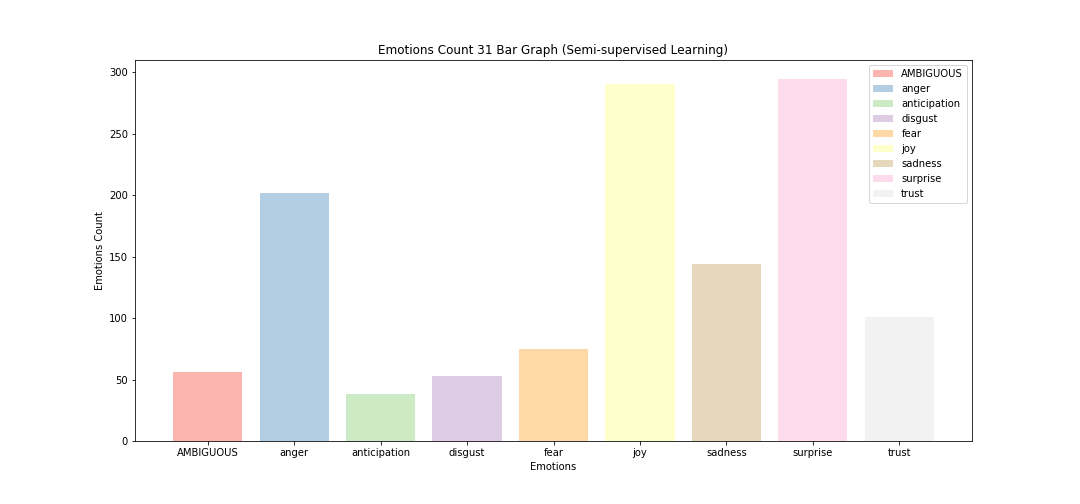 Emotions Count 31 Bar Graph (Semi-supervised Learning)
300
250
200
150
100
50
0
Emotions Count
AMBIGUOUS
anger
anticipation
disgust
fear
joy
sadness
surprise
trust
AMBIGUOUS anger anticipation disgust fear joy sadness surprise trust
Emotions